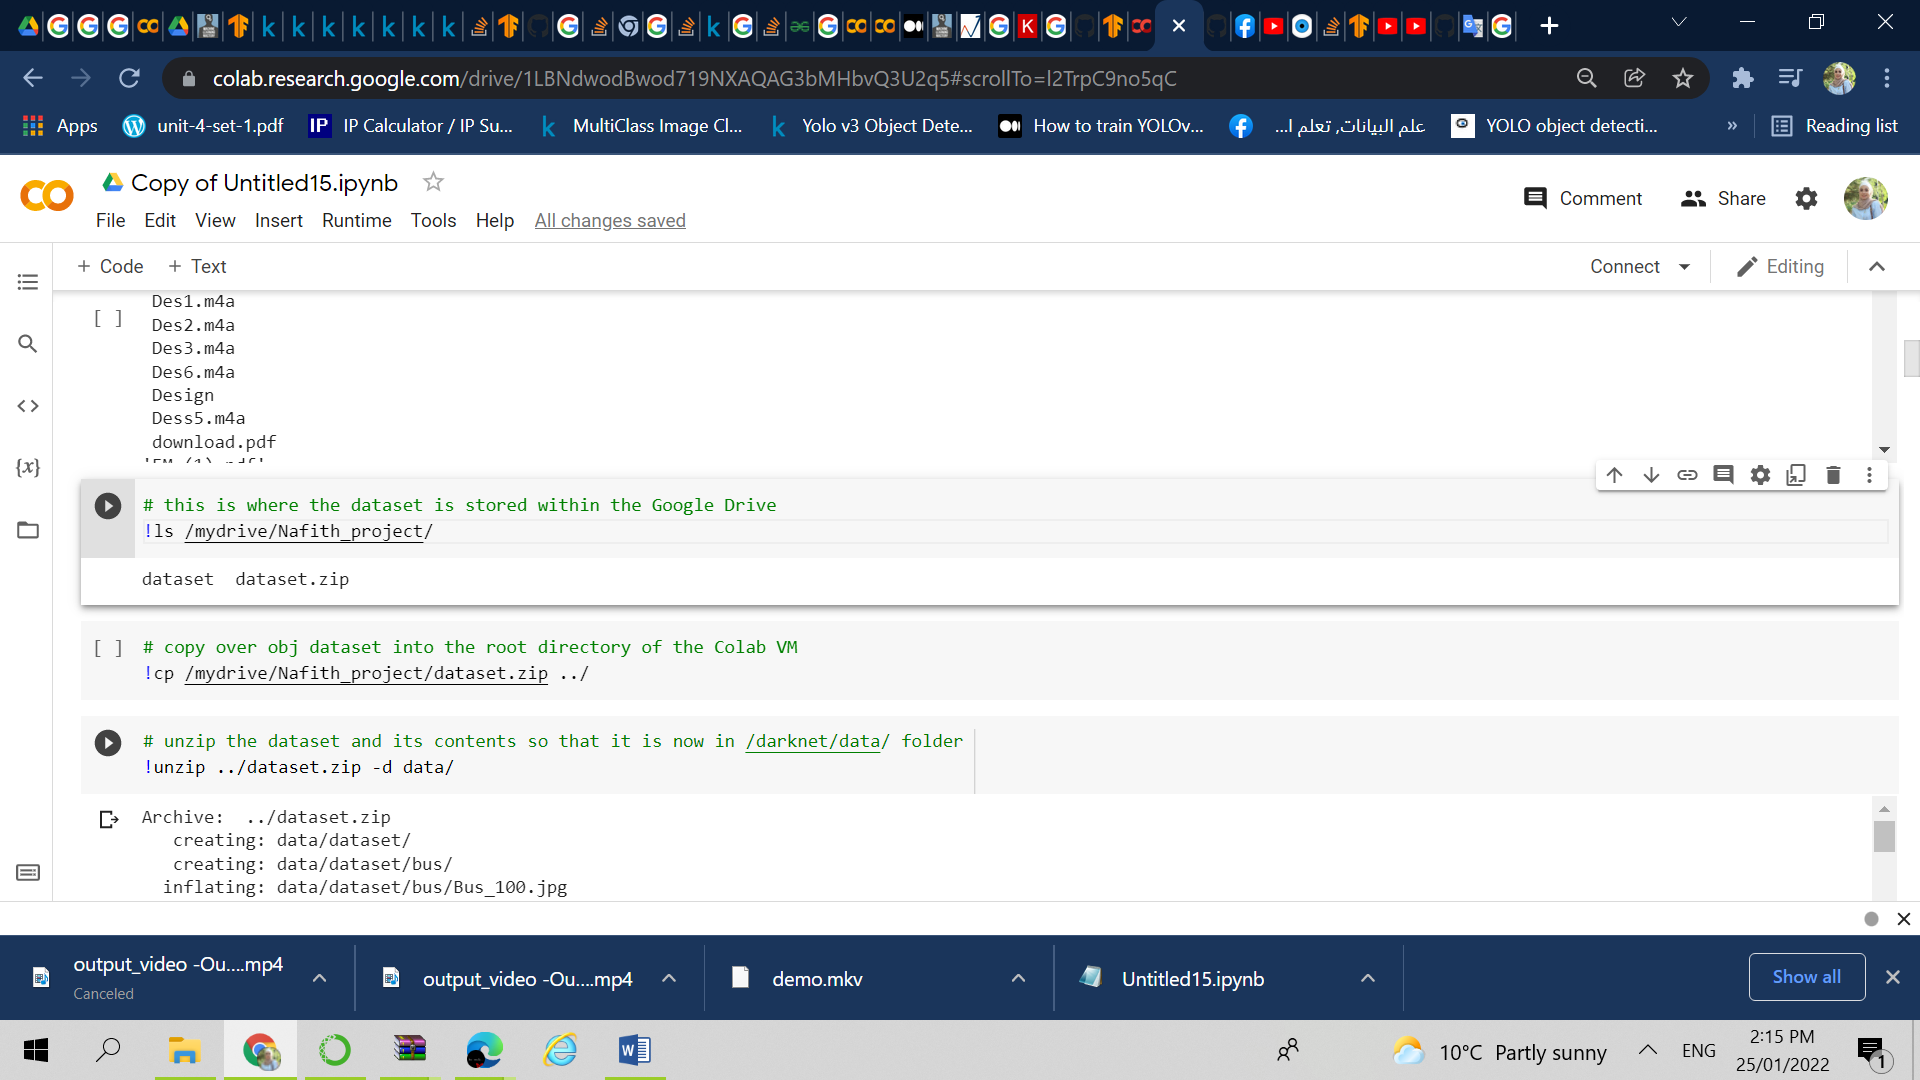 colab.research.google.com/drive/1LBNdwodBwod719NXAQAG3bMHbvQ3U2q5#scrollTo=l2TrpC9no5qC
Apps unit-4-set-1.pdf IP IP Calculator / IP Su... MultiClass Image Cl... Yolo v3 Object Dete... How to train YOLOv... علم البيانات, تعلم ا... YOLO object detecti... » Reading list
Copy of Untitled15.ipynb
Comment Share
File Edit View Insert Runtime Tools Help All changes saved
+ Code + Text Connect Editing
Des1.m4a
[ ]
Des2.m4a
Des3.m4a
Des6.m4a
Design
Dess5.m4a
download.pdf
# this is where the dataset is stored within the Google Drive
!ls /mydrive/Nafith_project/
dataset dataset.zip
[ ] # copy over obj dataset into the root directory of the Colab VM
!cp /mydrive/Nafith_project/dataset.zip ../
# unzip the dataset and its contents so that it is now in /darknet/data/ folder
!unzip ../dataset.zip -d data/
Archive: ../dataset.zip
creating: data/dataset/
creating: data/dataset/bus/
inflating: data/dataset/bus/Bus_100.jpg
output_video -Ou....mp4
Canceled
output_video -Ou....mp4
demo.mkv
Untitled15.ipynb
Show all
10°C Partly sunny
ENG
2:15 PM
25/01/2022
1